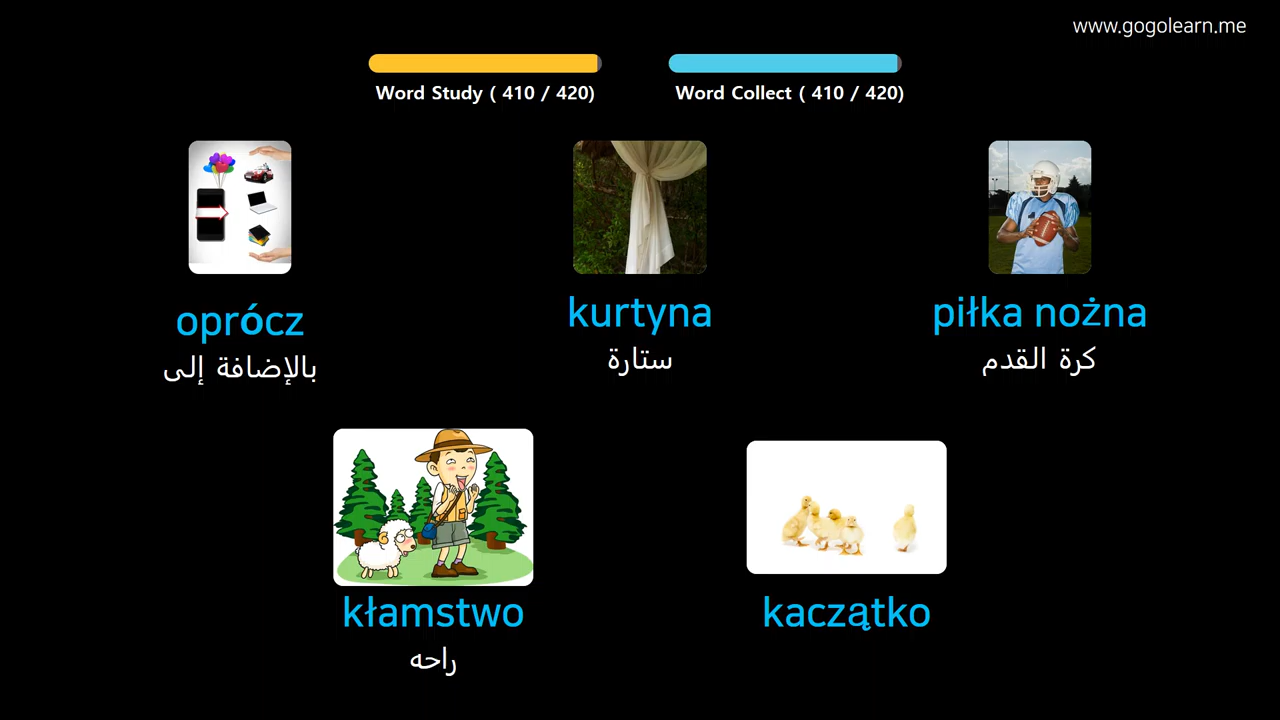 www.gogolearn.me
Word Study ( 410 / 420)
Word Collect ( 410 / 420)
oprócz
بالإضافة إلى
kurtyna
ستارة
piłka nożna
كرة القدم
kłamstwo
راحه
kaczątko